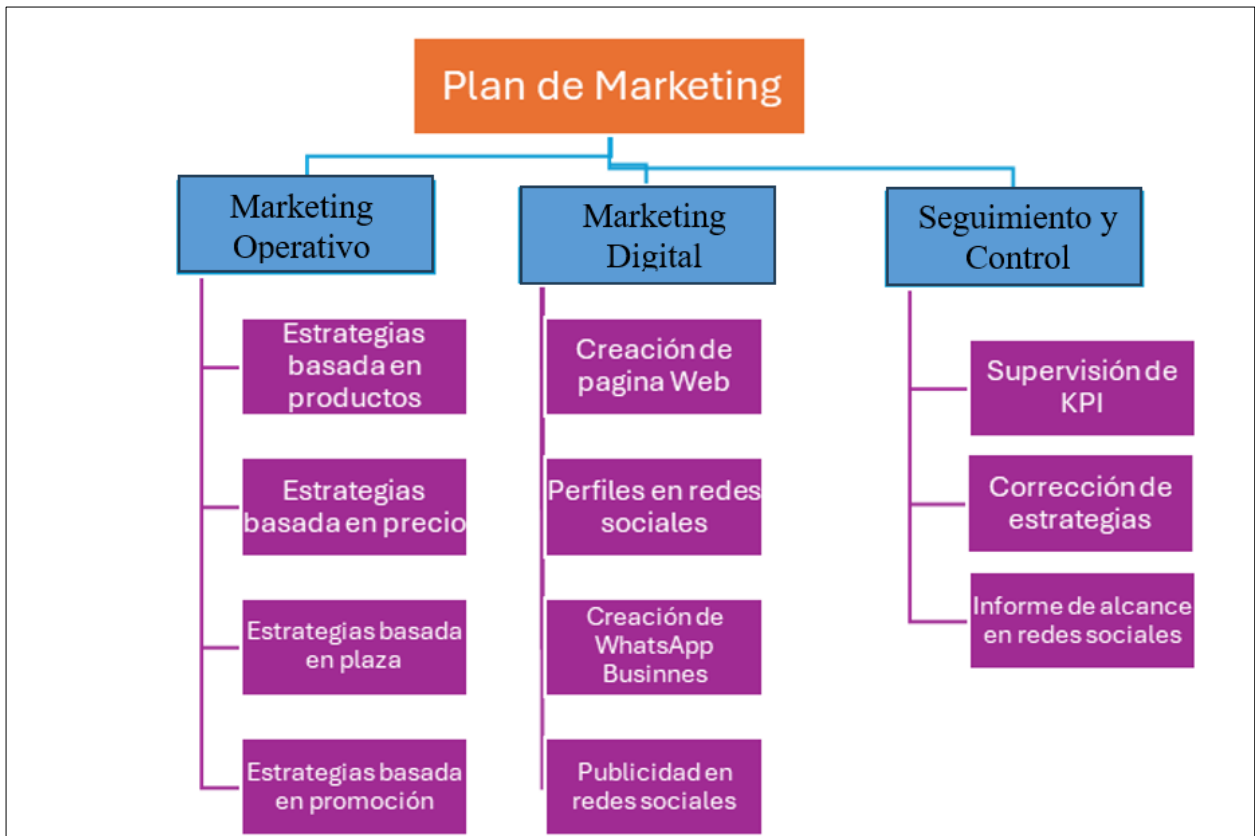 Plan de Marketing
Marketing
Operativo
Estrategias
basada en
productos
Estrategias
basada en precio
Estrategias basada
en plaza
Estrategias basada
en promoción
Marketing
Digital
Creación de
pagina Web
Perfiles en redes
sociales
Creación de
WhatsApp
Businnes
Publicidad en
redes sociales
Seguimiento y
Control
Supervisión de
KPI
Corrección de
estrategias
Informe de alcance
en redes sociales